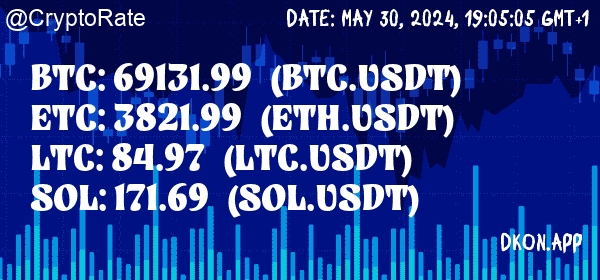 @CryptoRate
DATE: MAY 30, 2024, 19:05:05 GMT+1
BTC: 69131.99 (BTC.USDT)
ETC: 3821.99 (ETH.USDT)
LTC: 84.97 (LTC.USDT)
SOL: 171.69 (SOL.USDT)
DKON.APP